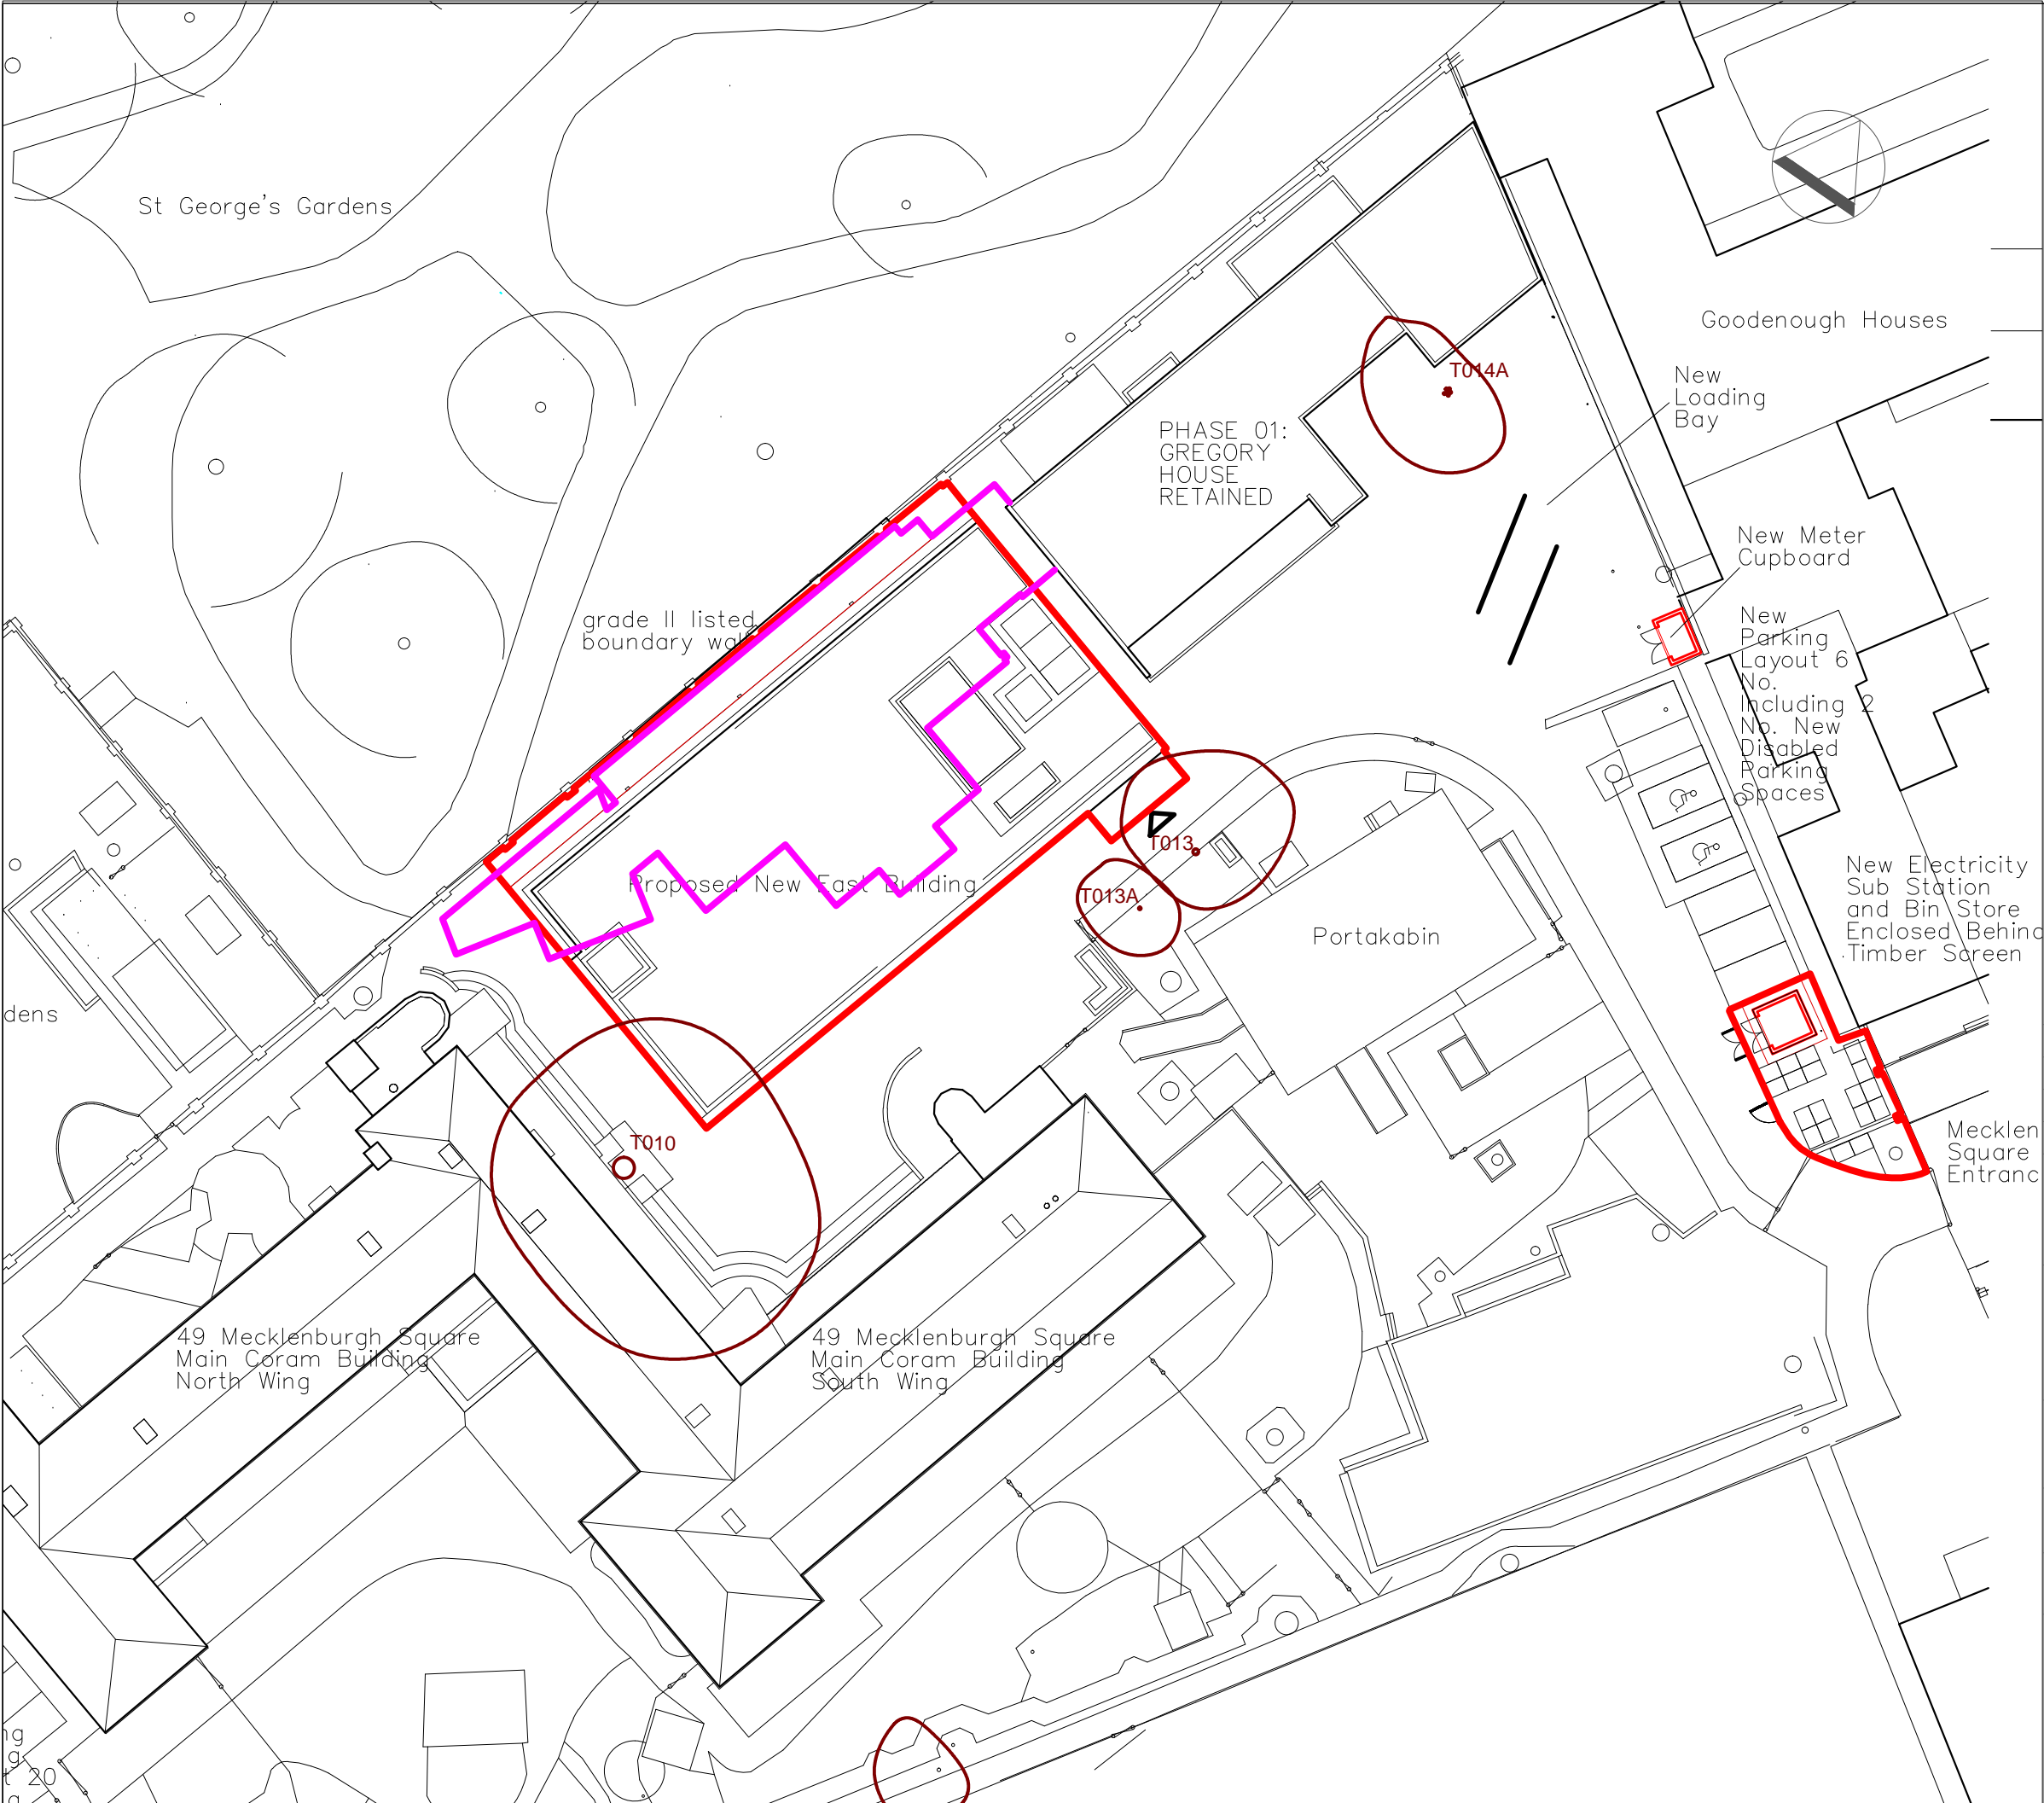 St George's Gardens
Goodenough Houses
T014A
New
Loading
Bay
PHASE 01:
GREGORY
HOUSE
RETAINED
New Meter
Cupboard
grade II listed
boundary wall
New
Parking
Layout 6
No.
Including 2
No. New
Disabled
Parking
Spaces
T013
T013A
Proposed New East Building
Portakabin
New Electricity
Sub Station
and Bin Store
Enclosed Behind
Timber Screen
dens
T010
Mecklen
Square
Entranc
49 Mecklenburgh Square
Main Coram Building
North Wing
49 Mecklenburgh Square
Main Coram Building
South Wing
ng
g
t 20
g